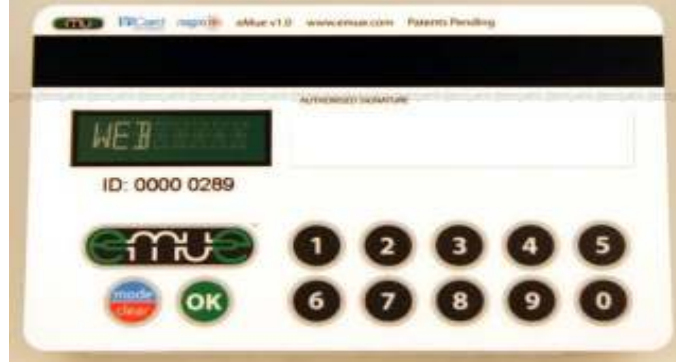 emue eMue v1.0 www.emue.com Patents Pending
AUTHORISED SIGNATURE
WEB
ID: 0000 0289
emue
1 2 3 4 5
mode
clear
OK 6 7 8 9 0